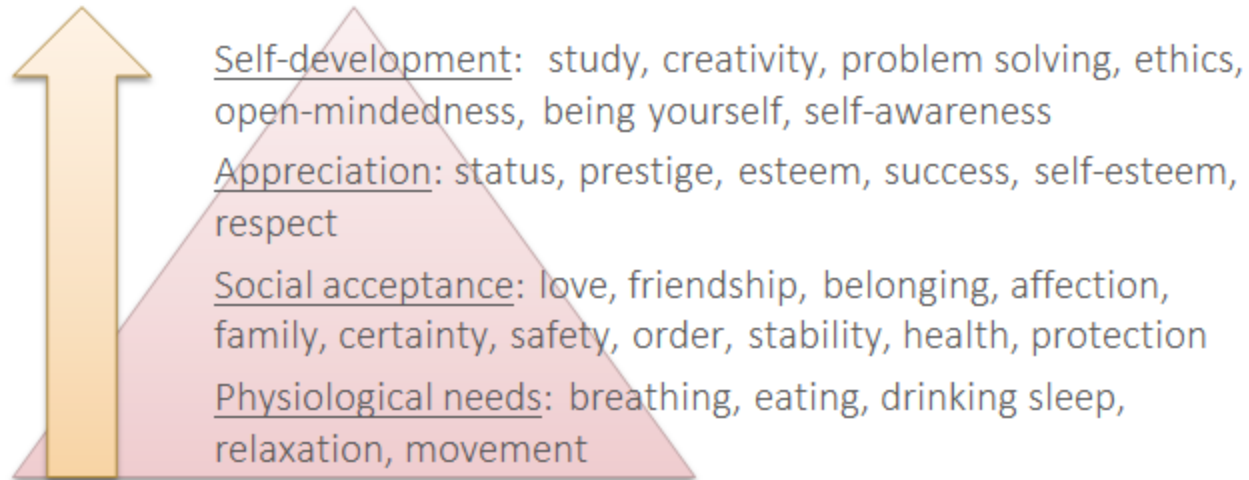 Self-development: study, creativity, problem solving, ethics,
open-mindedness, being yourself, self-awareness
Appreciation: status, prestige, esteem, success, self-esteem,
respect
Social acceptance: love, friendship, belonging, affection,
family, certainty, safety, order, stability, health, protection
Physiological needs: breathing, eating, drinking sleep,
relaxation, movement